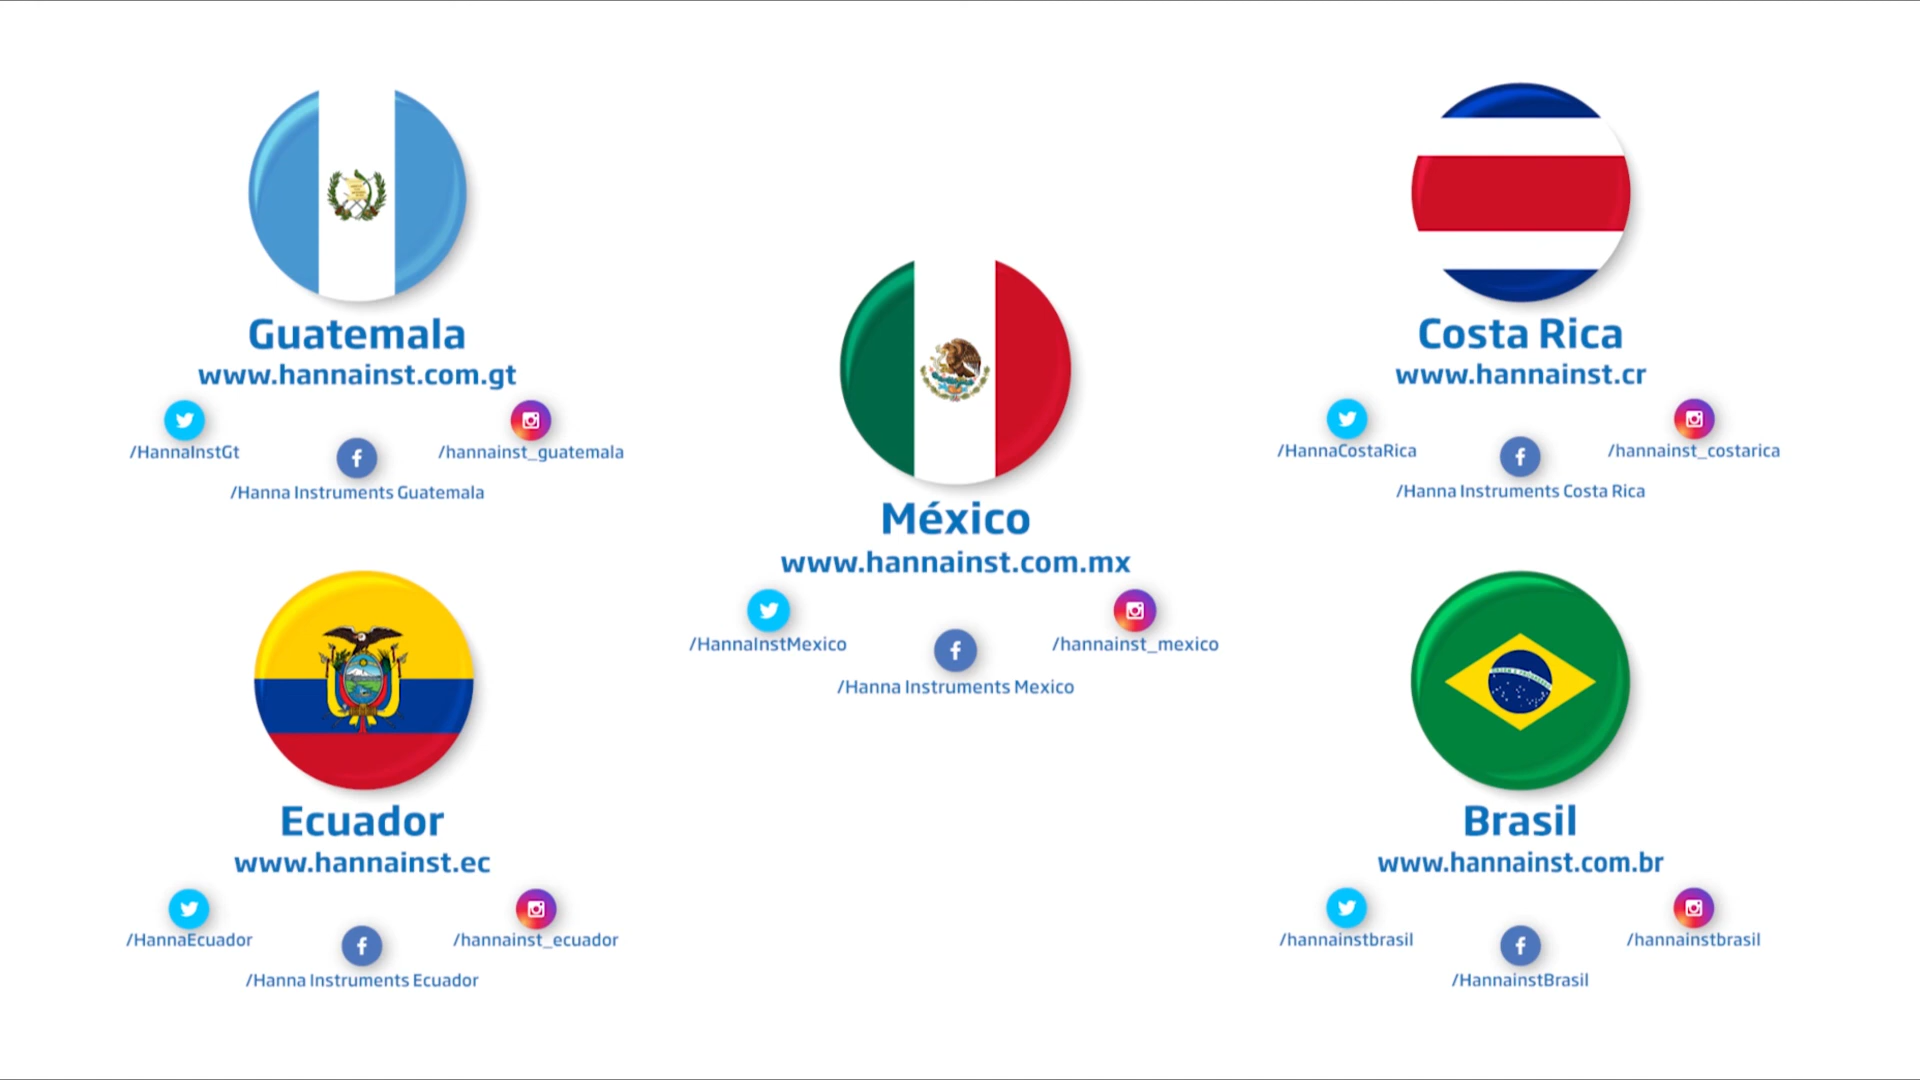 Guatemala
www.hannainst.com.gt
/HannaInstGt
/hannainst_guatemala
/Hanna Instruments Guatemala
México
www.hannainst.com.mx
/HannaInstMexico
/hannainst_mexico
/Hanna Instruments Mexico
Costa Rica
www.hannainst.cr
/HannaCostaRica
/hannainst_costarica
/Hanna Instruments Costa Rica
Ecuador
www.hannainst.ec
/HannaEcuador
/hannainst_ecuador
/Hanna Instruments Ecuador
Brasil
www.hannainst.com.br
/hannainstbrasil
/hannainstbrasil
/HannainstBrasil